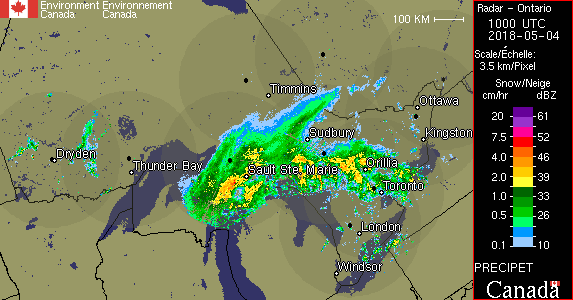 Environment Environnement
Canada Canada
100 KM
Timmins
Ottawa
Sudbury
Kingston
Dryden
Thunder Bay
Sault Ste. Marie
Orillia
Toronto
London
Windsor
Radar - Ontario
1000 UTC
2018-05-04
Scale/Échelle:
3.5 km/Pixel
Snow/Neige
cm/hr dBZ
20 61
7.5 52
4.0 46
2.0 39
1.0 33
0.5 26
0.1 10
PRECIPET
Canada